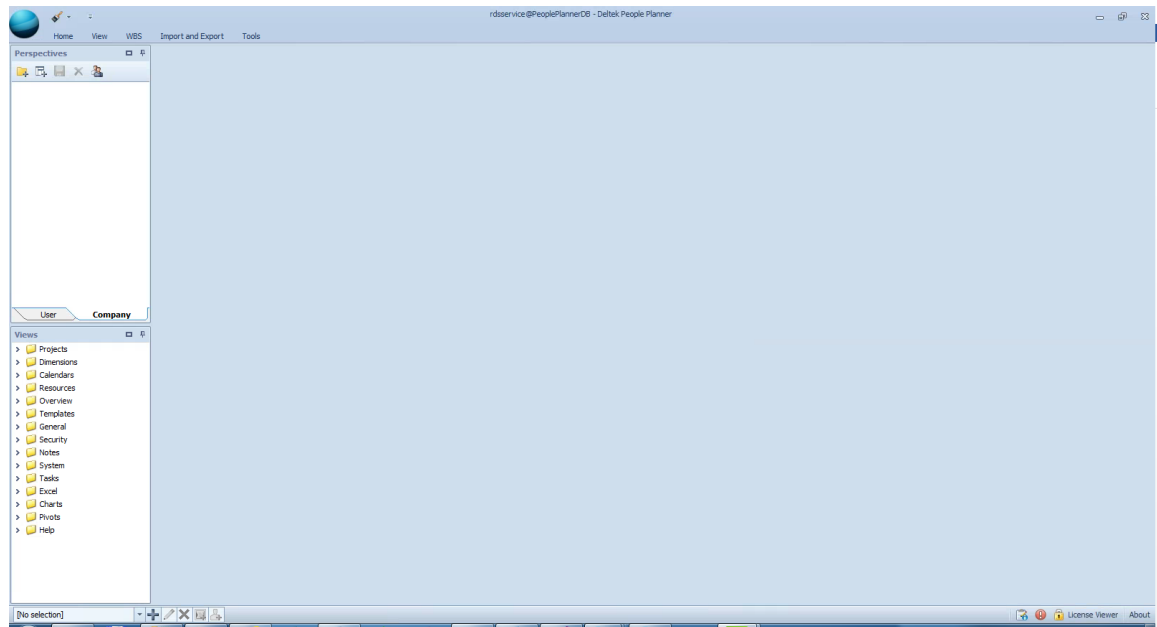 rdsservice@PeoplePlannerDB - Deltek People Planner
Home View WBS Import and Export Tools
Perspectives
User Company
Views
Projects
Dimensions
Calendars
Resources
Overview
Templates
General
Security
Notes
System
Tasks
Excel
Charts
Pivots
Help
[No selection] License Viewer About